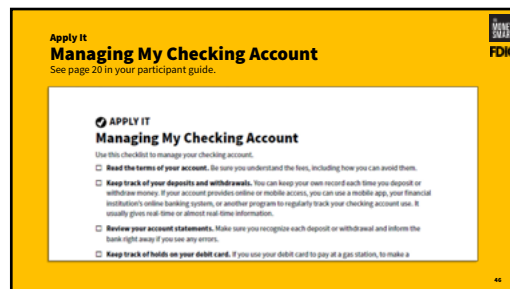 Apply It
Managing My Checking Account
See page 20 in your participant guide.
MONEY
SMART
FDIC
APPLY IT
Managing My Checking Account
Use this checklist to manage your checking account.
Read the terms of your account. Be sure you understand the fees, including how you can avoid them.
Keep track of your deposits and withdrawals. You can keep your own record each time you deposit or
withdraw money. If your account provides online or mobile access, you can use a mobile app, your financial
institution's online banking system, or another program to regularly track your checking account use. It
usually gives real-time or almost real-time information.
Review your account statements. Make sure you recognize each deposit or withdrawal and inform the
bank right away if you see any errors.
Keep track of holds on your debit card. If you use your debit card to pay at a gas station, to make a
46